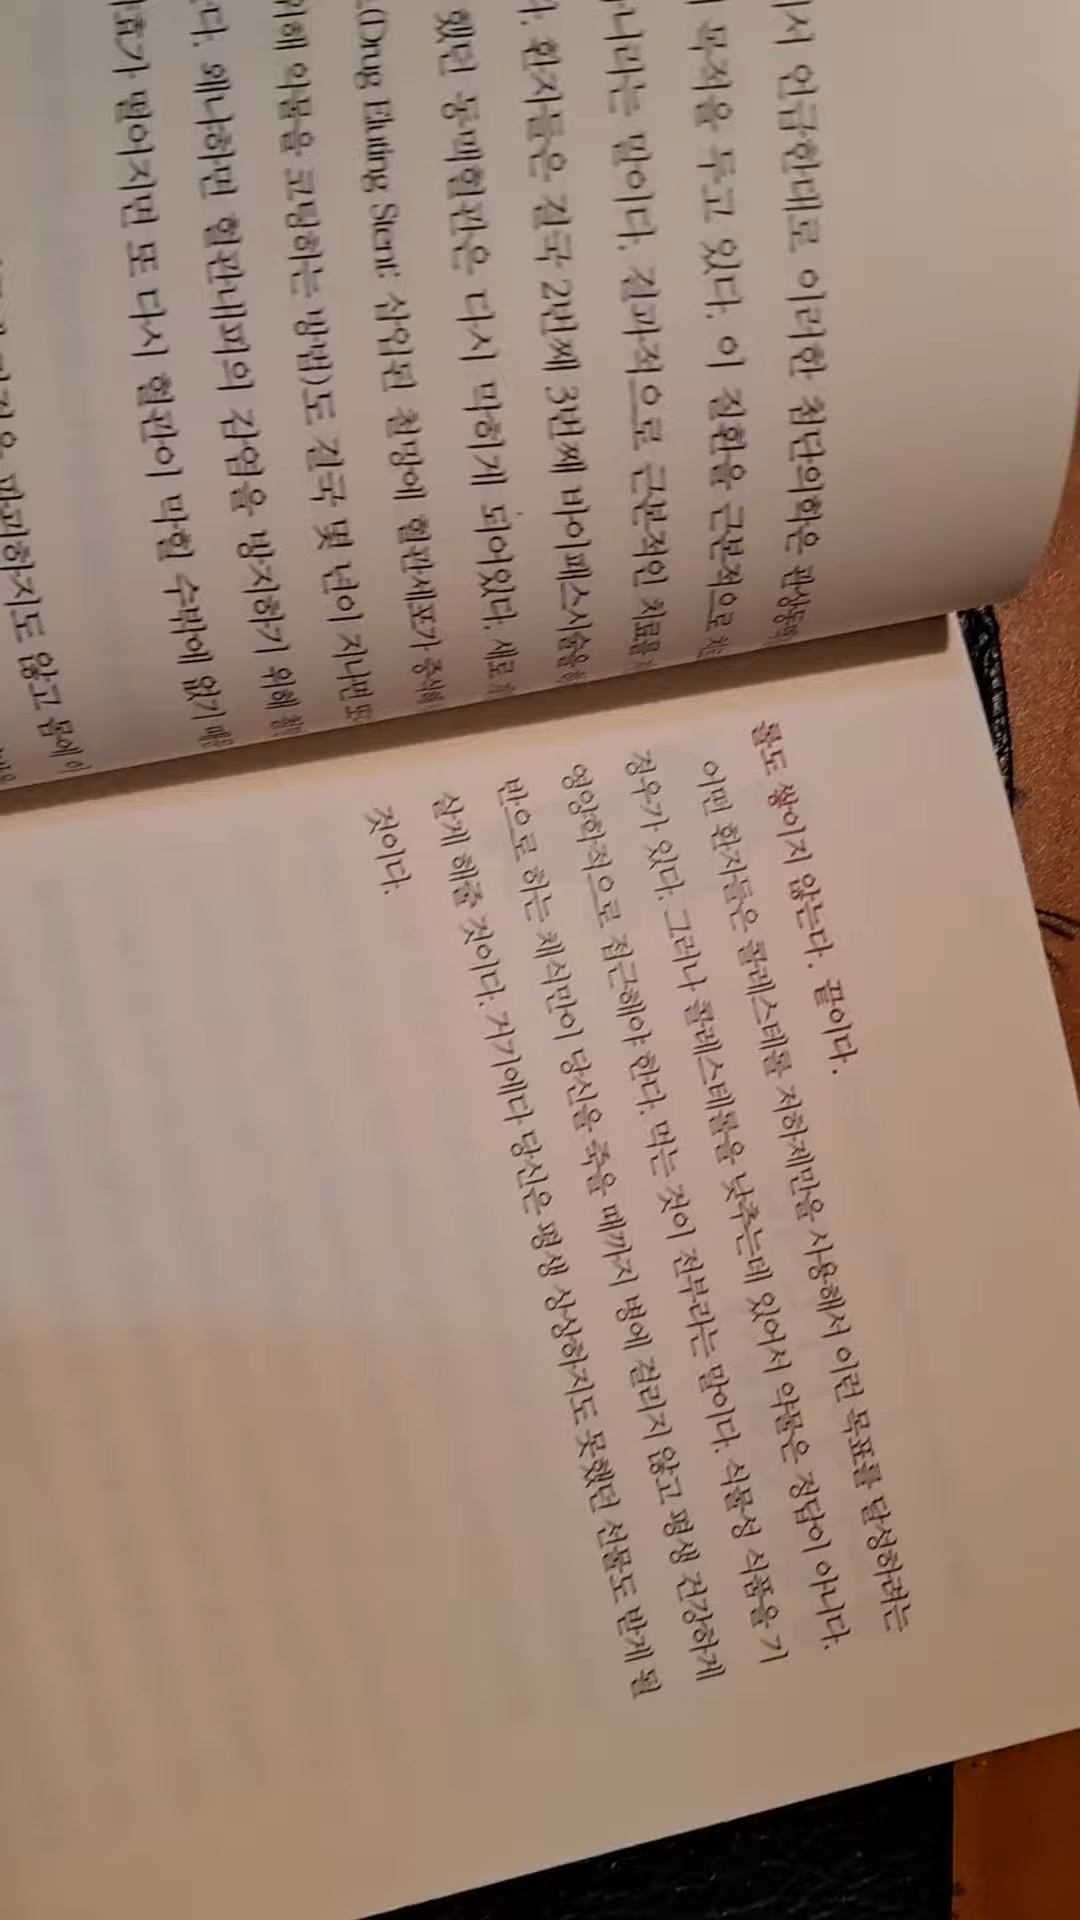 서 언급한대로 이러한 첨단의학은
목적을 두고 있다. 이 질환을 근본적으로
니라는 말이다. 결과적으로 근본적인 치료를
다. 환자들은 결국 2번째 3번째 바이패스시술을
했던 동맥혈관은 다시 막히게 되어있다. 새로
(Drug Eluting Stent: 삽입된 철망에 혈관세포가 증식하
위해 약물을 코팅하는 방법)도 결국 몇 년이 지나면 또
다. 왜냐하면 혈관내피의 감염을 방지하기 위해
가 떨어지면 또 다시 혈관이 막힐 수밖에 없기 때문
파괴하지도 않고 몸에 이
물도 쌓이지 않는다. 끝이다.
어떤 환자들은 콜레스테롤 저하제만을 사용해서 이런 목표를 달성하려는
경우가 있다. 그러나 콜레스테롤을 낮추는데 있어서 약물은 정답이 아니다.
영양학적으로 접근해야 한다. 먹는 것이 전부라는 말이다. 식물성 식품을 기
반으로 하는 채식만이 당신을 죽을 때까지 병에 걸리지 않고 평생 건강하게
살게 해줄 것이다. 거기에다 당신은 평생 상상하지도 못했던 선물도 받게 될
것이다.